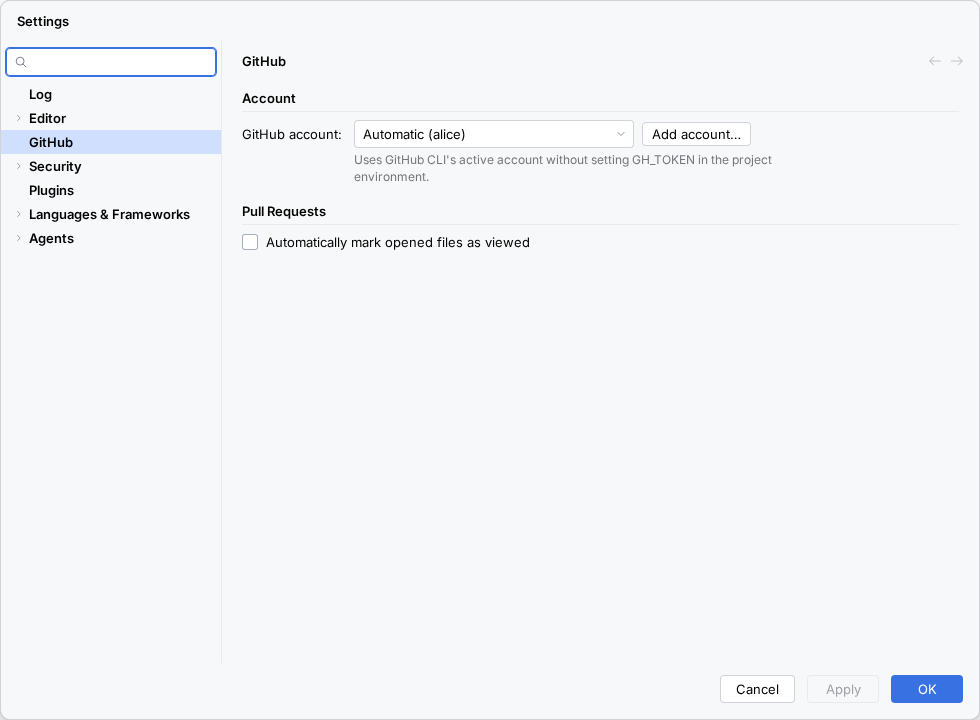 Settings
Log
Editor
GitHub
Security
Plugins
Languages & Frameworks
Agents
GitHub
Account
GitHub account: Automatic (alice) Add account...
Uses GitHub CLI's active account without setting GH_TOKEN in the project
environment.
Pull Requests
Automatically mark opened files as viewed
Cancel Apply OK